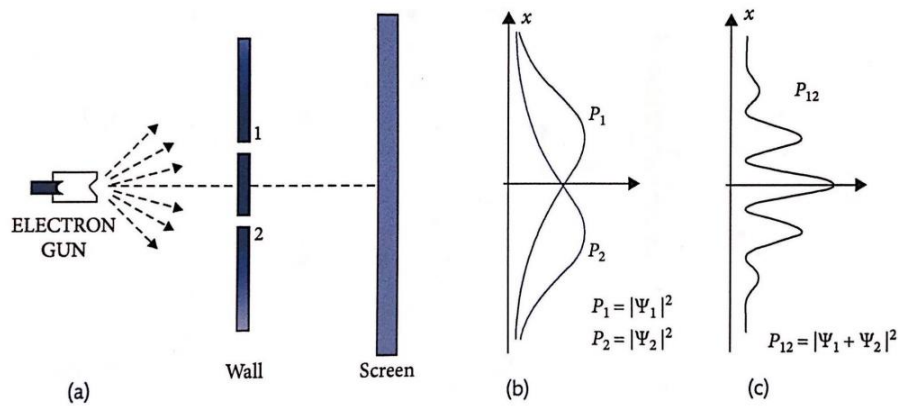 1
2
ELECTRON
GUN
Wall
Screen
(a)
x
P₁
P₂
P₁ = |Ψ₁|²
P₂ = |Ψ₂|²
(b)
x
P₁₂
P₁₂ = |Ψ₁ + Ψ₂|²
(c)